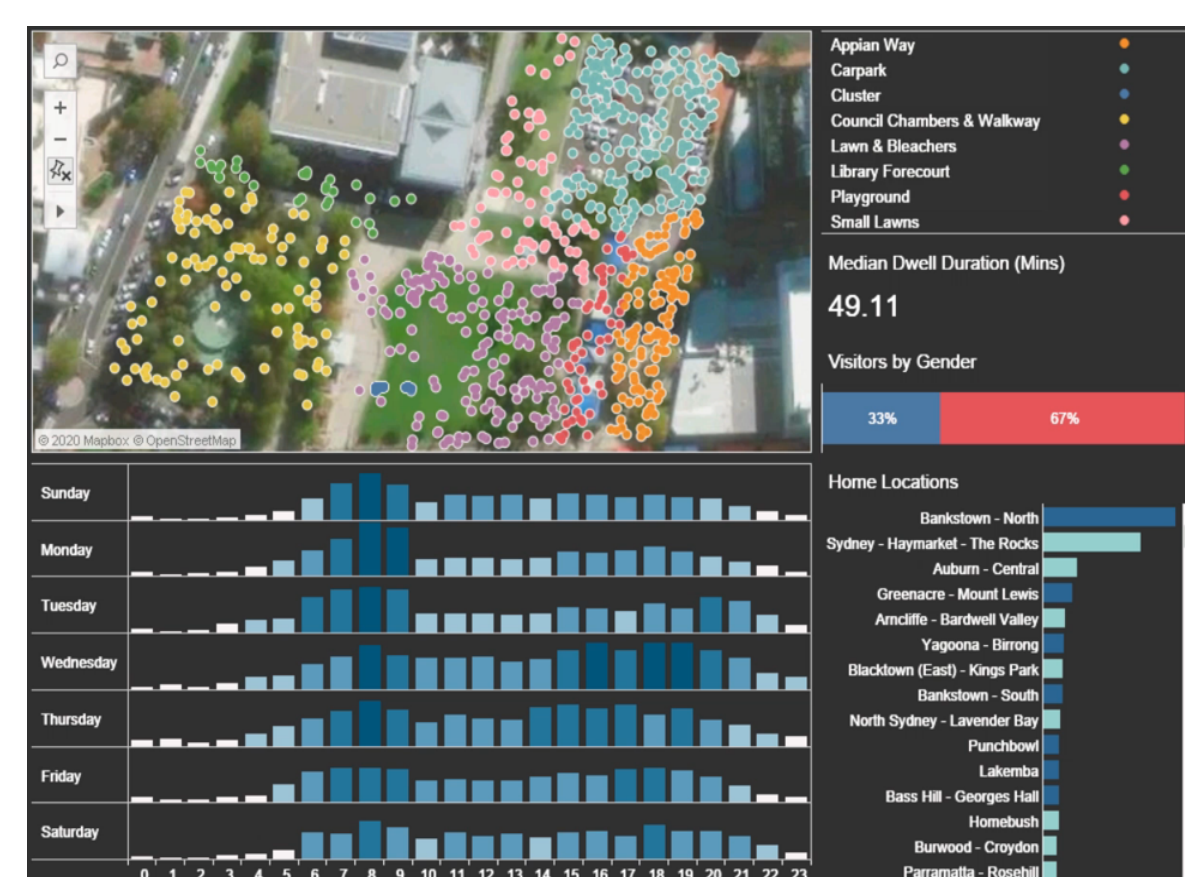 © 2020 Mapbox © OpenStreetMap
Appian Way
Carpark
Cluster
Council Chambers & Walkway
Lawn & Bleachers
Library Forecourt
Playground
Small Lawns
Median Dwell Duration (Mins)
49.11
Visitors by Gender
33% 67%
Sunday
Monday
Tuesday
Wednesday
Thursday
Friday
Saturday
0 1 2 3 4 5 6 7 8 9 10 11 12 13 14 15 16 17 18 19 20 21 22 23
Home Locations
Bankstown - North
Sydney - Haymarket - The Rocks
Auburn - Central
Greenacre - Mount Lewis
Arncliffe - Bardwell Valley
Yagoona - Birrong
Blacktown (East) - Kings Park
Bankstown - South
North Sydney - Lavender Bay
Punchbowl
Lakemba
Bass Hill - Georges Hall
Homebush
Burwood - Croydon
Parramatta - Rosehill